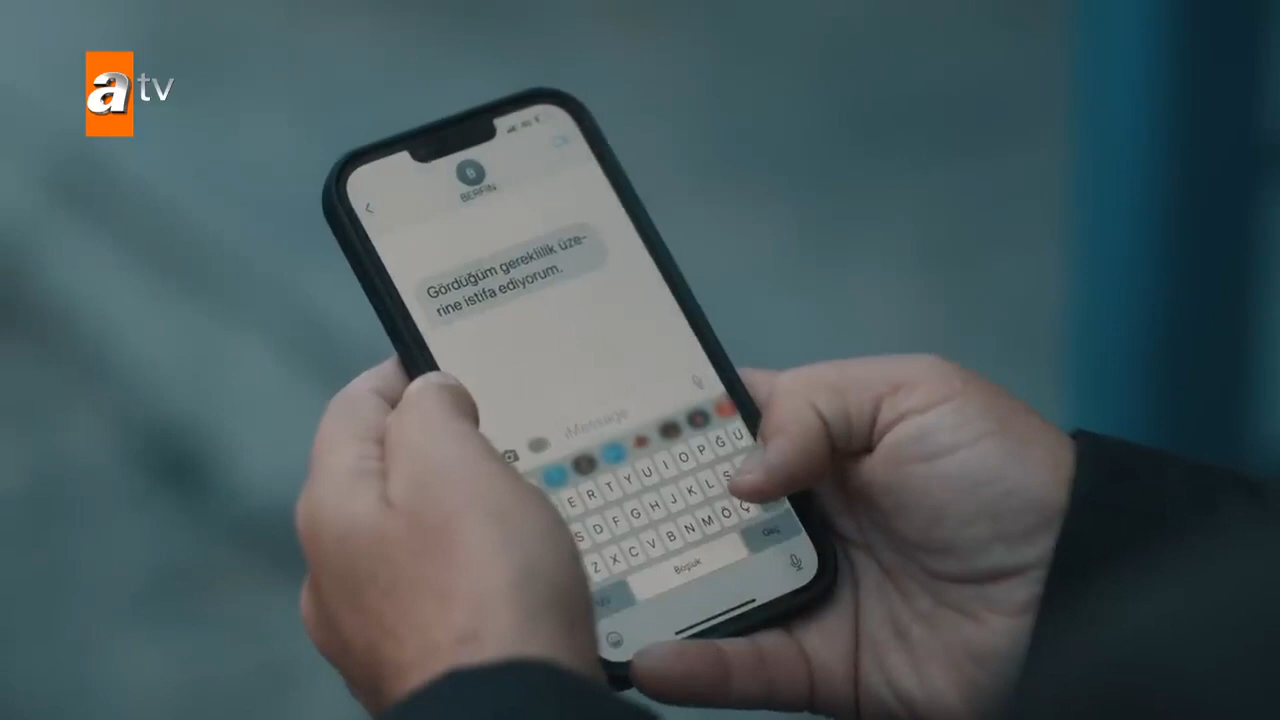 atv
BERFİN
Gördüğüm gereklilik üze-
rine istifa ediyorum.
iMessage
E R T Y U I O P Ğ Ü
S D F G H J K L Ş
Z X C V B N M Ö Ç
Boşluk
Geç